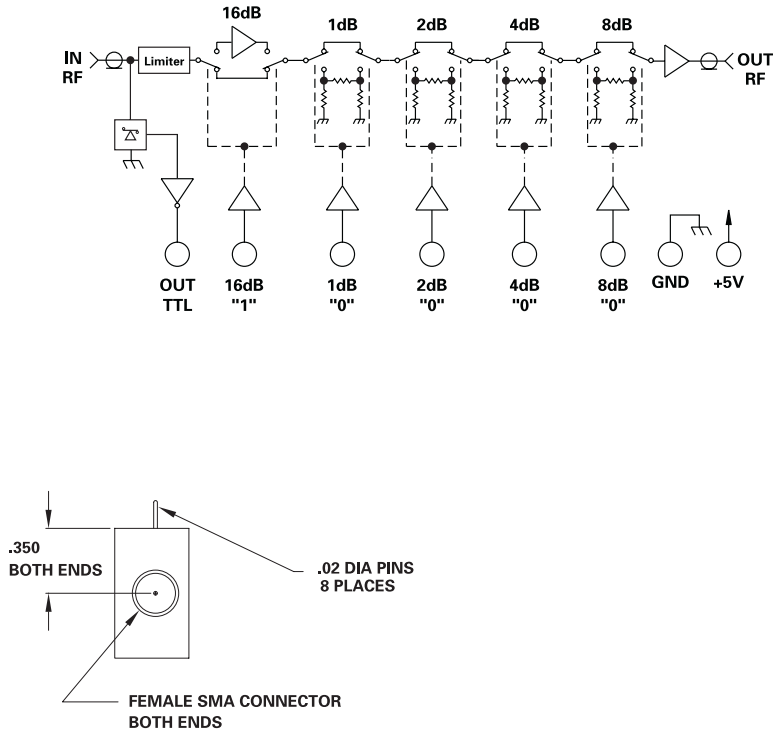 16dB 1dB 2dB 4dB 8dB
IN
RF
Limiter
OUT
RF
OUT
TTL
16dB
"1"
1dB
"0"
2dB
"0"
4dB
"0"
8dB
"0"
GND
+5V
.350
BOTH ENDS
.02 DIA PINS
8 PLACES
FEMALE SMA CONNECTOR
BOTH ENDS